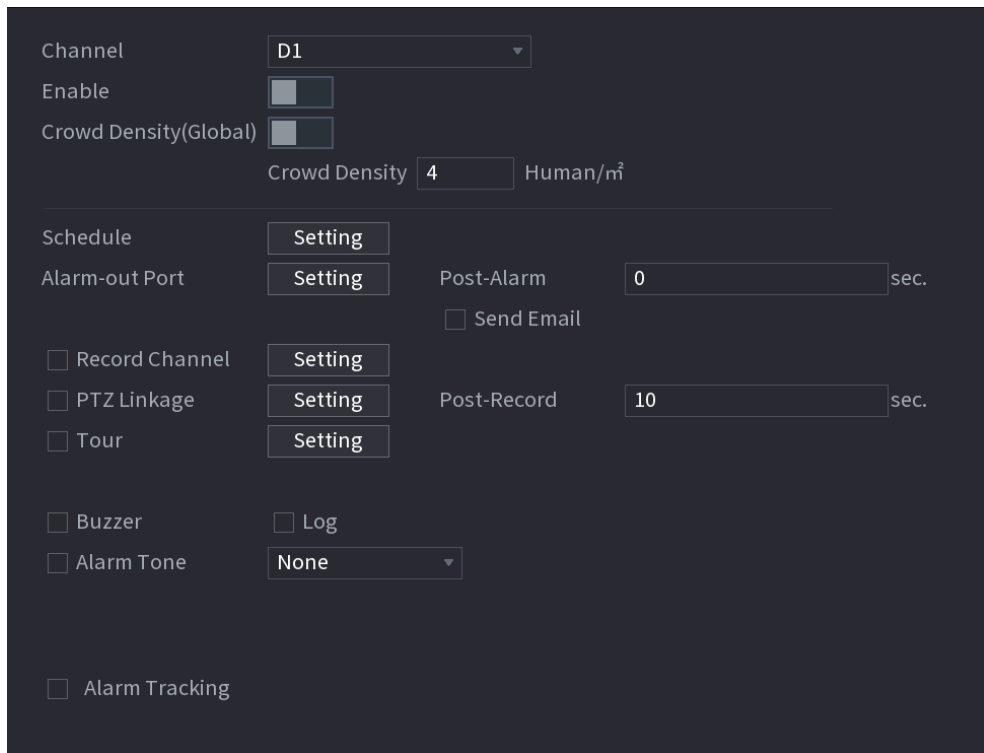 Channel D1
Enable
Crowd Density(Global)
Crowd Density 4 Human/㎡
Schedule Setting
Alarm-out Port Setting Post-Alarm 0 sec.
Send Email
Record Channel Setting
PTZ Linkage Setting Post-Record 10 sec.
Tour Setting
Buzzer Log
Alarm Tone None
Alarm Tracking